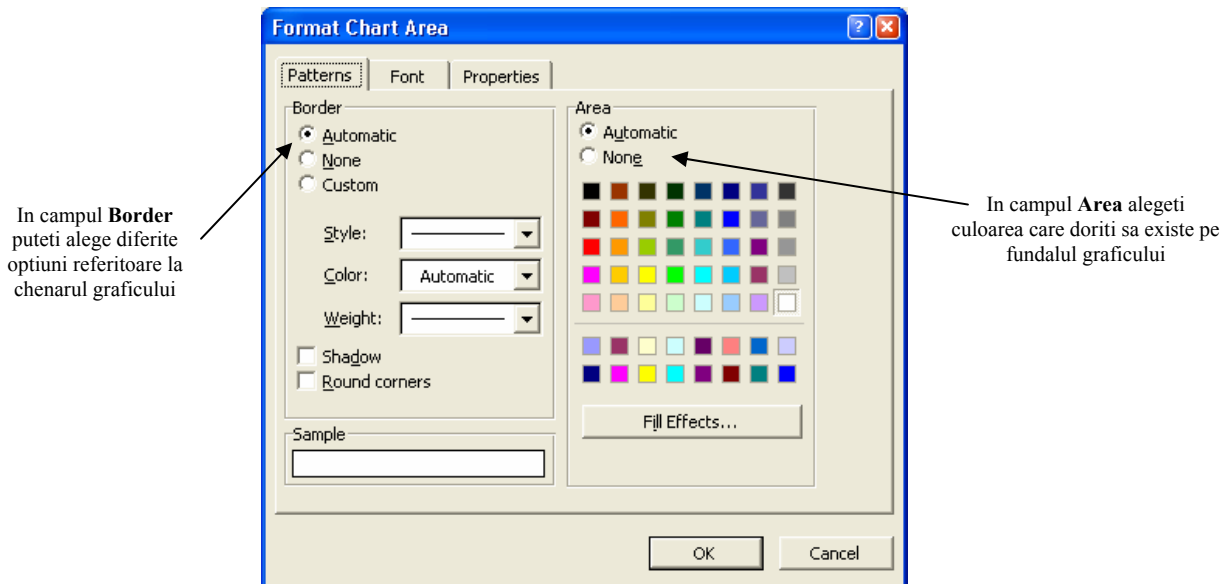 Format Chart Area
Patterns Font Properties
Border
Automatic
None
Custom
Style:
Color: Automatic
Weight:
Shadow
Round corners
Sample
Area
Automatic
None
Fill Effects...
OK Cancel
In campul Border
puteti alege diferite
optiuni referitoare la
chenarul graficului
In campul Area alegeti
culoarea care doriti sa existe pe
fundalul graficului